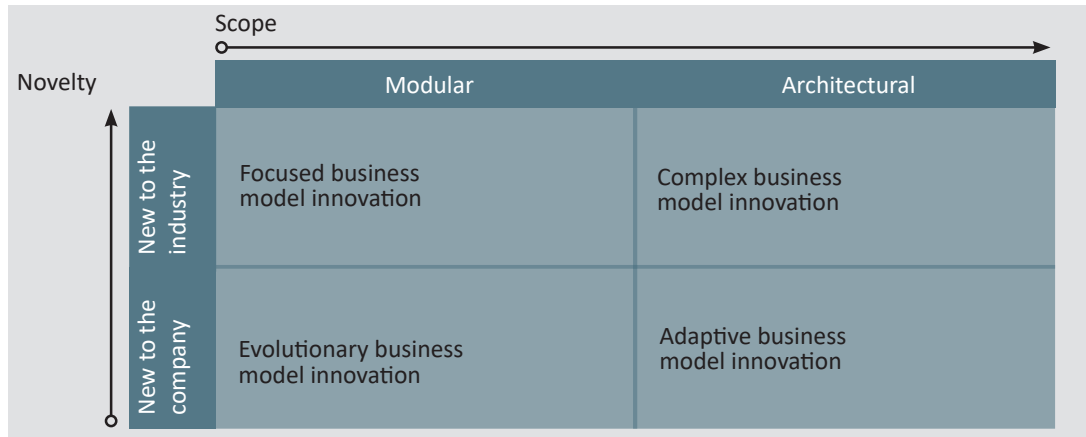 Scope
Novelty
Modular
Architectural
New to the
industry
Focused business
model innovation
Complex business
model innovation
New to the
company
Evolutionary business
model innovation
Adaptive business
model innovation